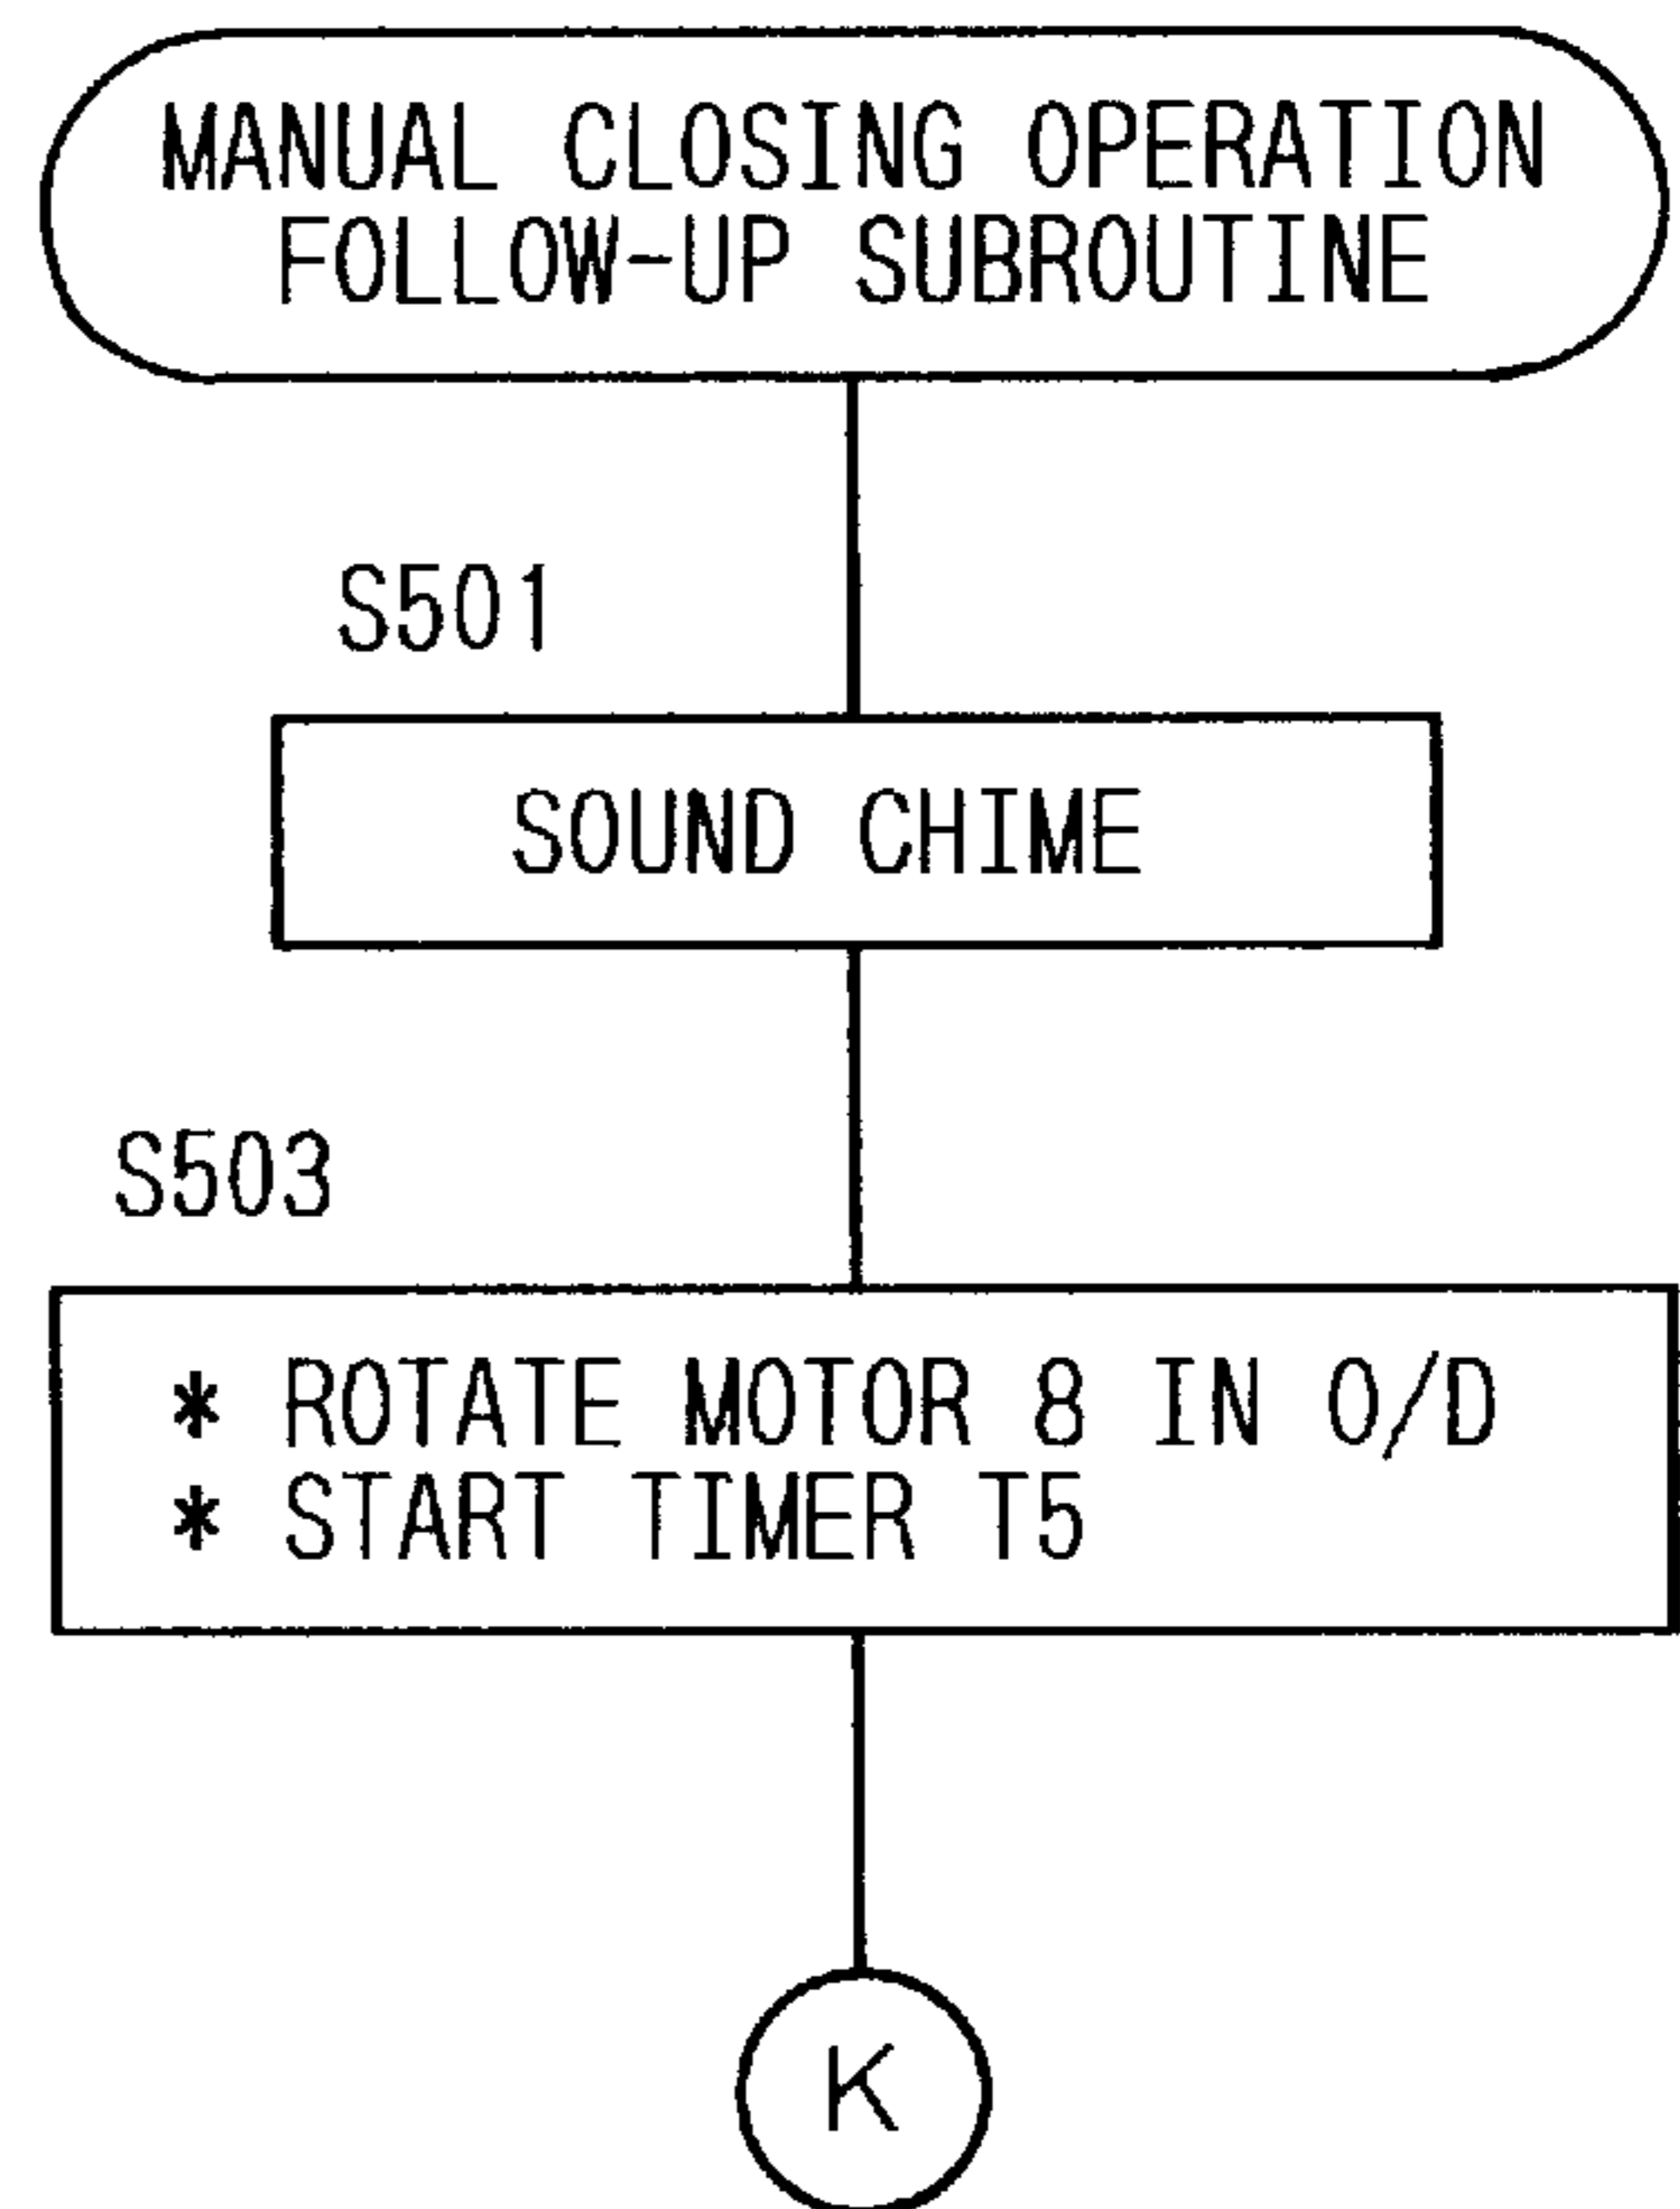 MANUAL CLOSING OPERATION
FOLLOW-UP SUBROUTINE
S501
SOUND CHIME
S503
* ROTATE MOTOR 8 IN O/D
* START TIMER T5
K